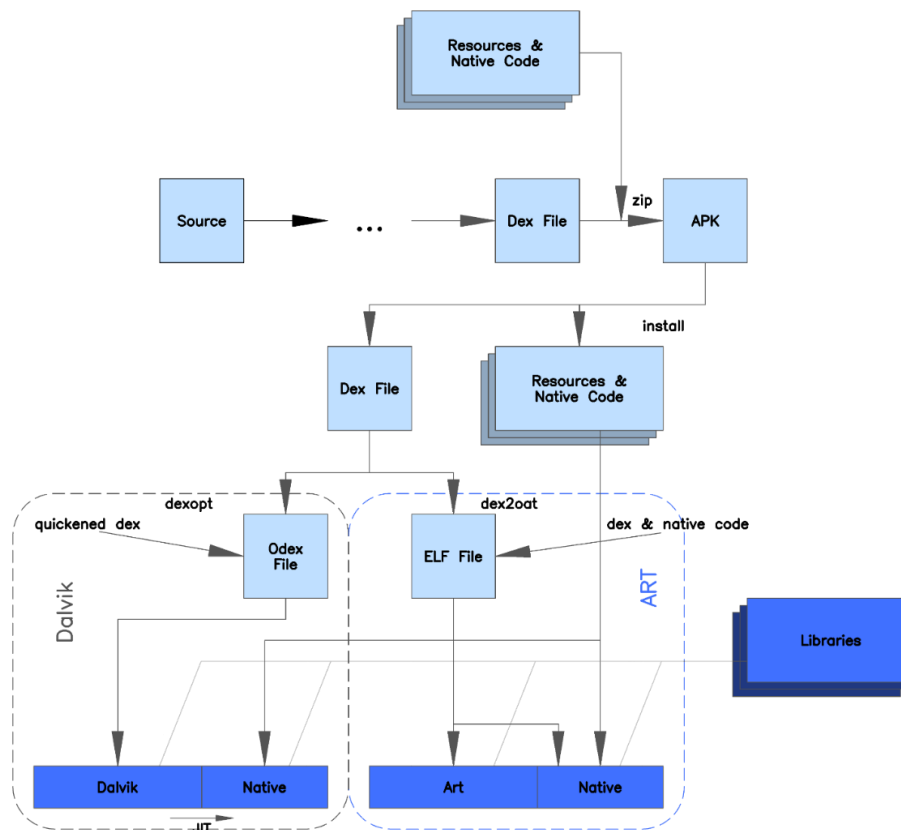 Resources &
Native Code
Source
...
Dex File
zip
APK
install
Dex File
Resources &
Native Code
dexopt
dex2oat
quickened dex
Odex
File
ELF File
dex & native code
Dalvik
ART
Libraries
Dalvik
Native
Art
Native
JIT